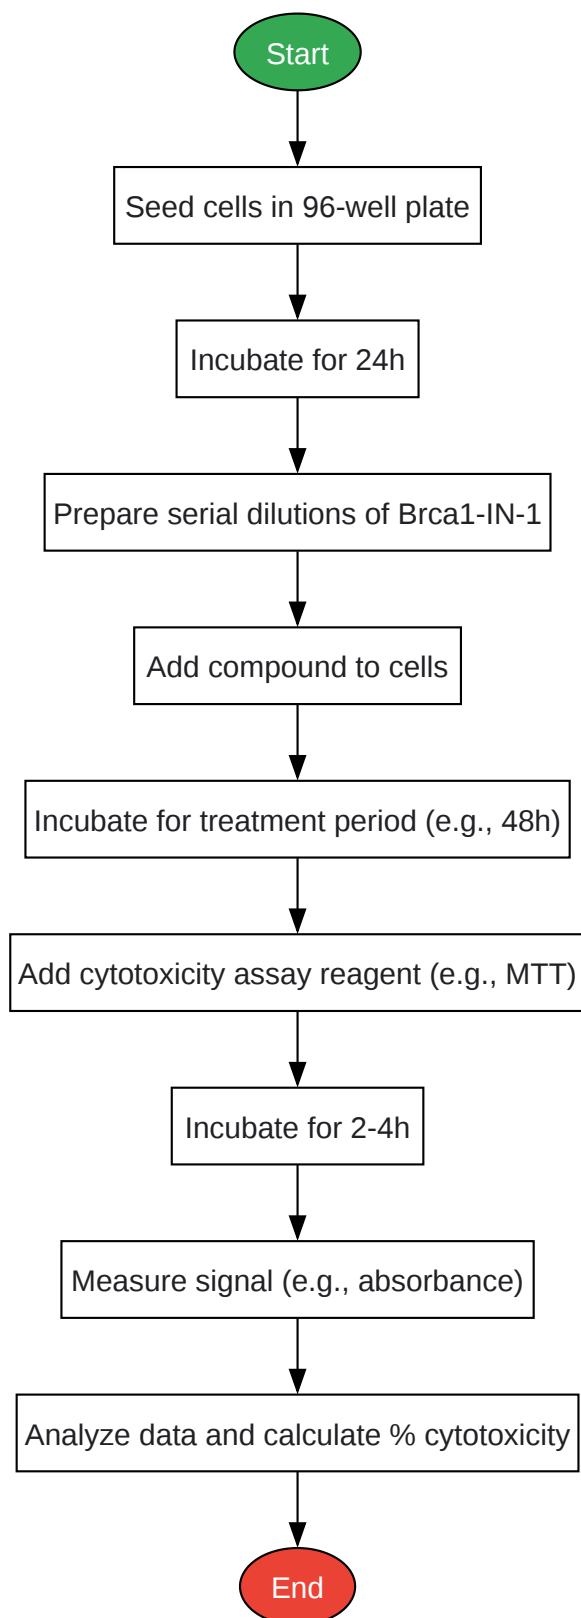 Start
Seed cells in 96-well plate
Incubate for 24h
Prepare serial dilutions of Brca1-IN-1
Add compound to cells
Incubate for treatment period (e.g., 48h)
Add cytotoxicity assay reagent (e.g., MTT)
Incubate for 2-4h
Measure signal (e.g., absorbance)
Analyze data and calculate % cytotoxicity
End